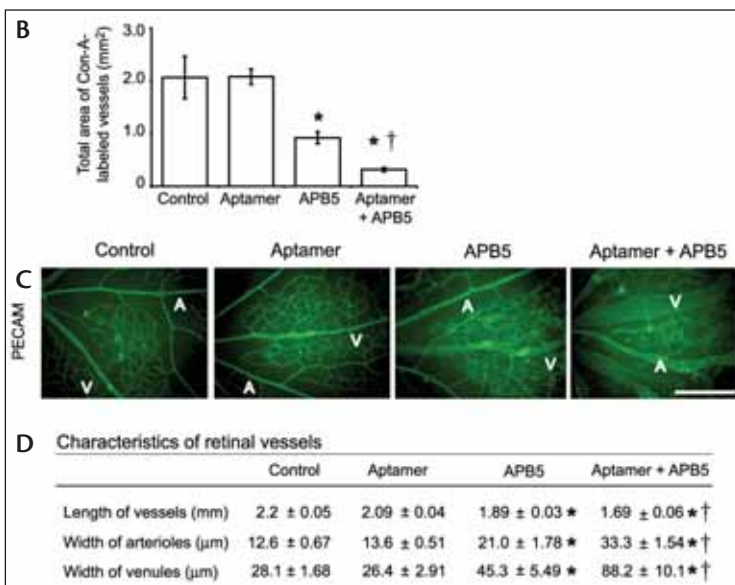 B
Total area of Con-A-
labeled vessels (mm²)
3.0
2.0
1.0
0
Control Aptamer APB5 Aptamer
+ APB5
★ ★ †
C
Control Aptamer APB5 Aptamer + APB5
PECAM
A V V A A V V A
D Characteristics of retinal vessels
Control Aptamer APB5 Aptamer + APB5
Length of vessels (mm) 2.2 ± 0.05 2.09 ± 0.04 1.89 ± 0.03 ★ 1.69 ± 0.06 ★ †
Width of arterioles (µm) 12.6 ± 0.67 13.6 ± 0.51 21.0 ± 1.78 ★ 33.3 ± 1.54 ★ †
Width of venules (µm) 28.1 ± 1.68 26.4 ± 2.91 45.3 ± 5.49 ★ 88.2 ± 10.1 ★ †